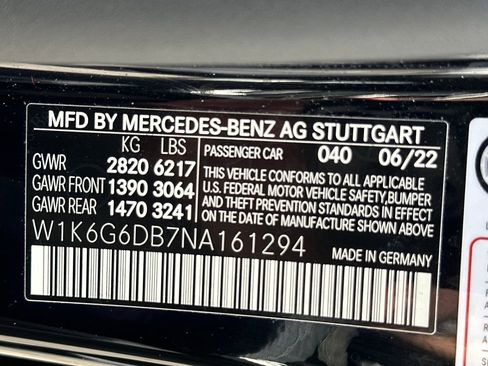 MFD BY MERCEDES-BENZ AG STUTTGART
KG LBS PASSENGER CAR 040 06/22
GVWR 2820 6217
GAWR FRONT 1390 3064
GAWR REAR 1470 3241
THIS VEHICLE CONFORMS TO ALL APPLICABLE
U.S. FEDERAL MOTOR VEHICLE SAFETY,BUMPER
AND THEFT PREVENTION STANDARDS IN EFFECT
ON THE DATE OF MANUFACTURE SHOWN ABOVE.
W1K6G6DB7NA161294
MADE IN GERMANY